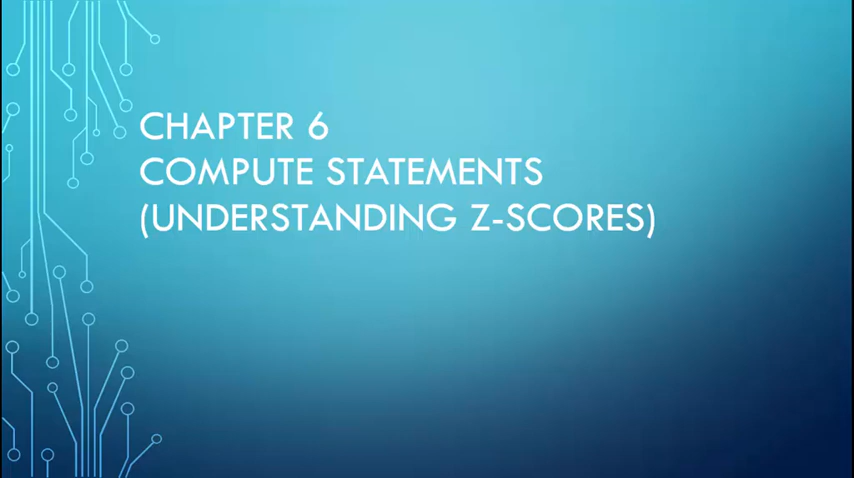 CHAPTER 6
COMPUTE STATEMENTS
(UNDERSTANDING Z-SCORES)